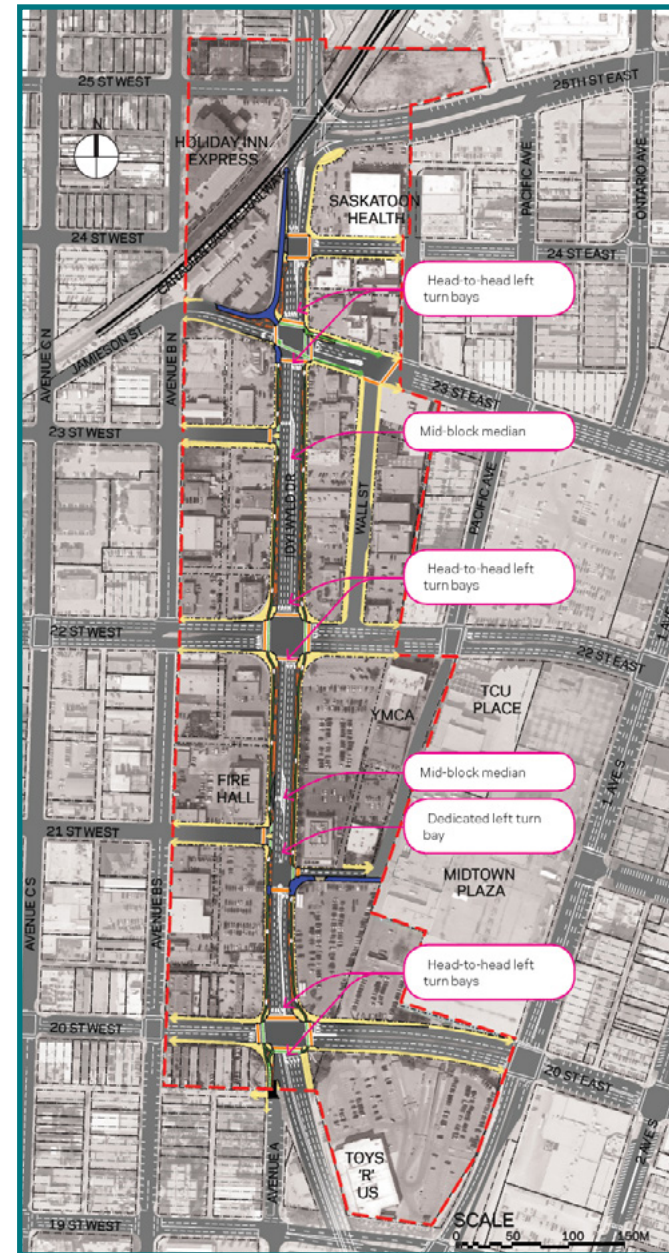 25 ST WEST
25TH ST EAST
N
HOLIDAY INN
EXPRESS
CANADIAN PACIFIC RAILWAY
SASKATOON
HEALTH
PACIFIC AVE
ONTARIO AVE
24 ST WEST
24 ST EAST
Head-to-head left
turn bays
JAMIESON ST
AVENUE C N
AVENUE B N
23 ST EAST
23 ST WEST
Mid-block median
IDYLWYLD DR
WALL ST
PACIFIC AVE
Head-to-head left
turn bays
22 ST WEST
22 ST EAST
YMCA
TCU
PLACE
1 AVE S
FIRE
HALL
Mid-block median
Dedicated left turn
bay
21 ST WEST
MIDTOWN
PLAZA
AVENUE C S
AVENUE B S
Head-to-head left
turn bays
20 ST WEST
20 ST EAST
AVENUE A
2 AVE S
TOYS
'R'
US
19 ST WEST
SCALE
0 50 100 150M